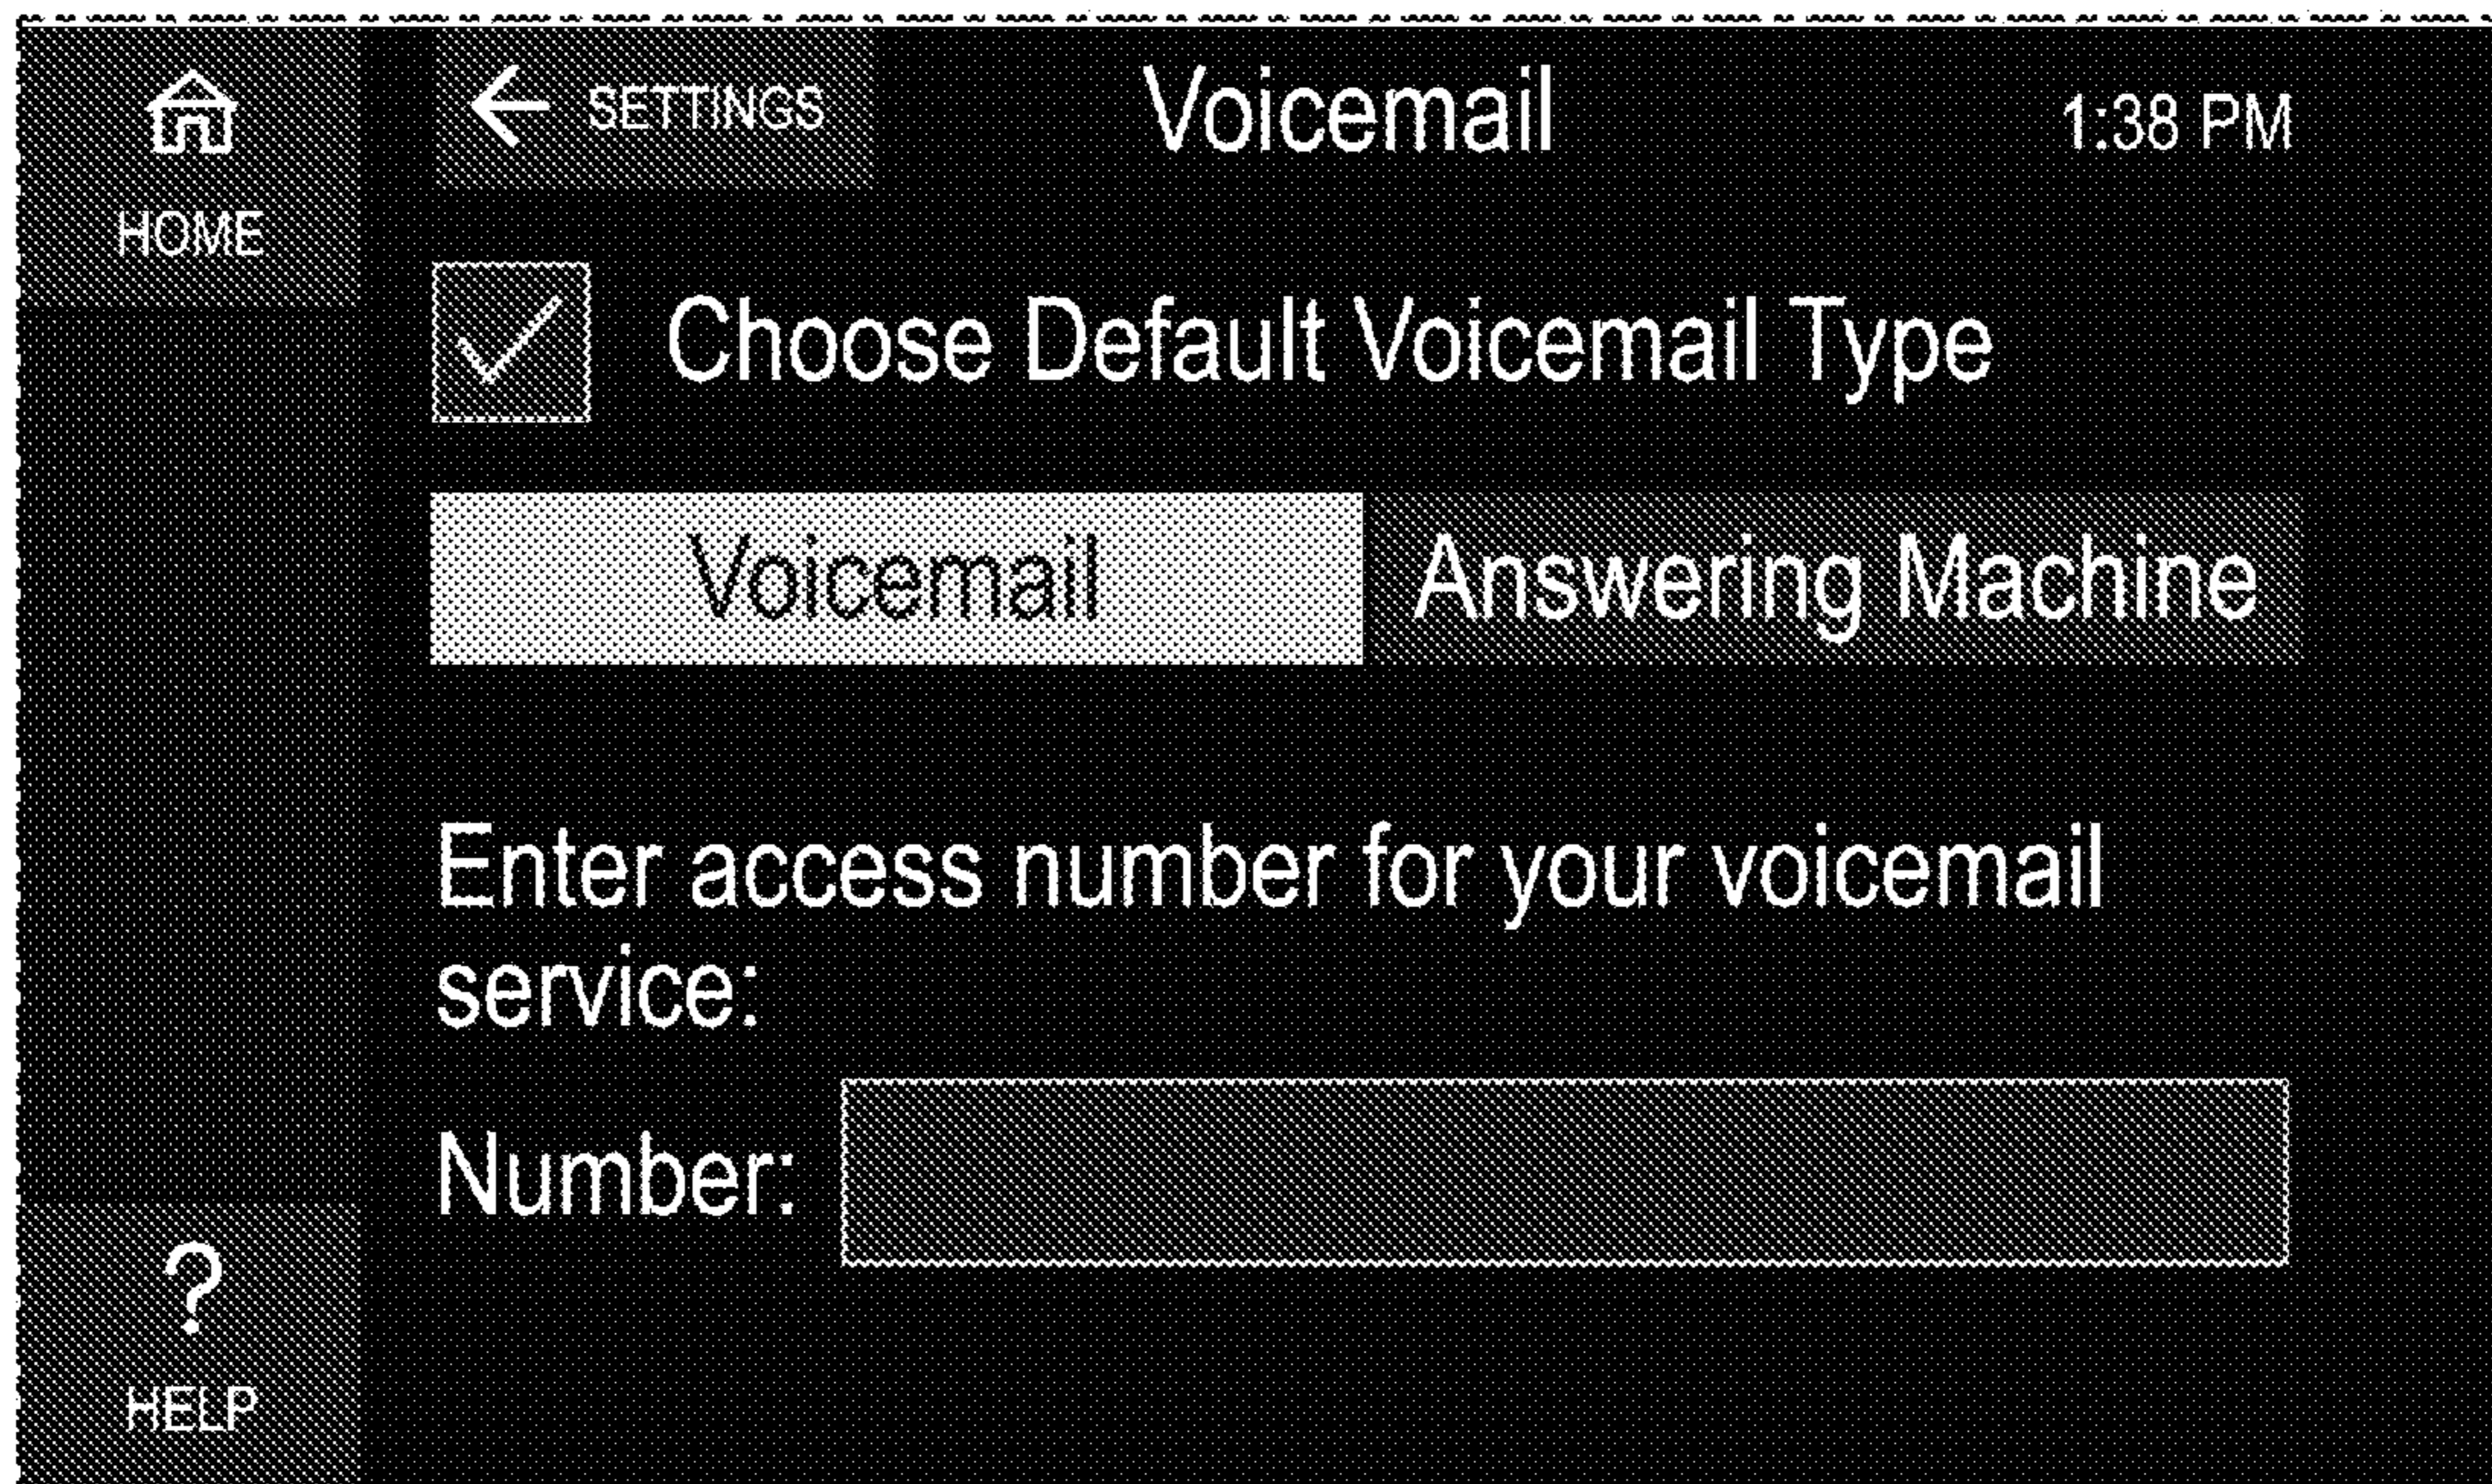 HOME
← SETTINGS
Voicemail
1:38 PM
Choose Default Voicemail Type
Voicemail
Answering Machine
Enter access number for your voicemail
service:
Number:
?
HELP